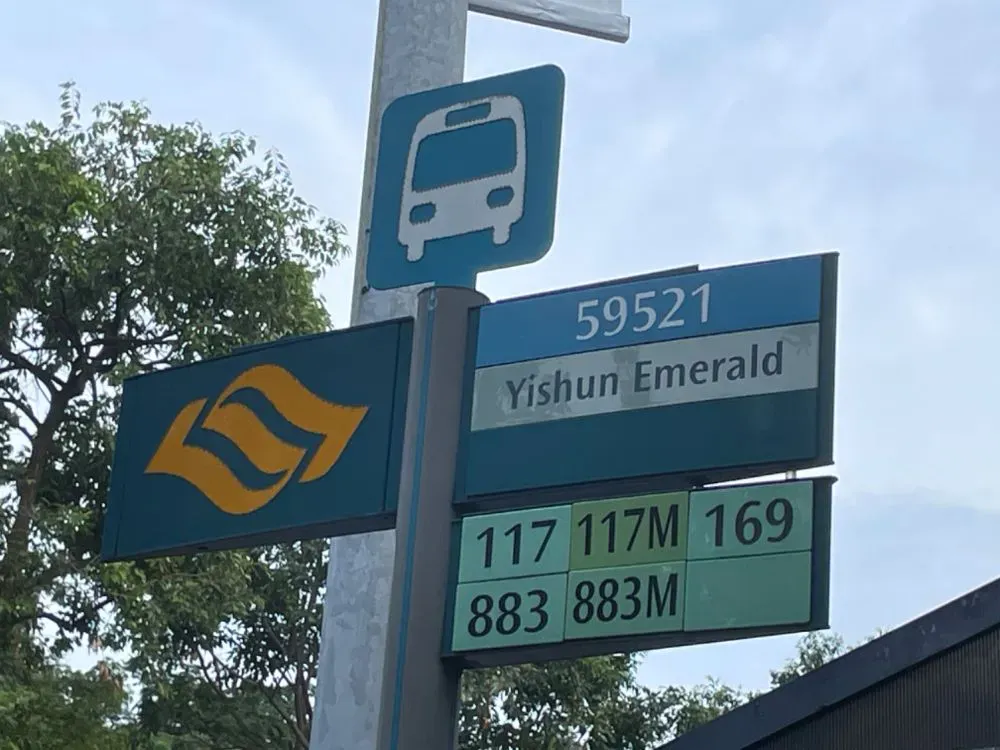 59521
Yishun Emerald
117 117M 169
883 883M